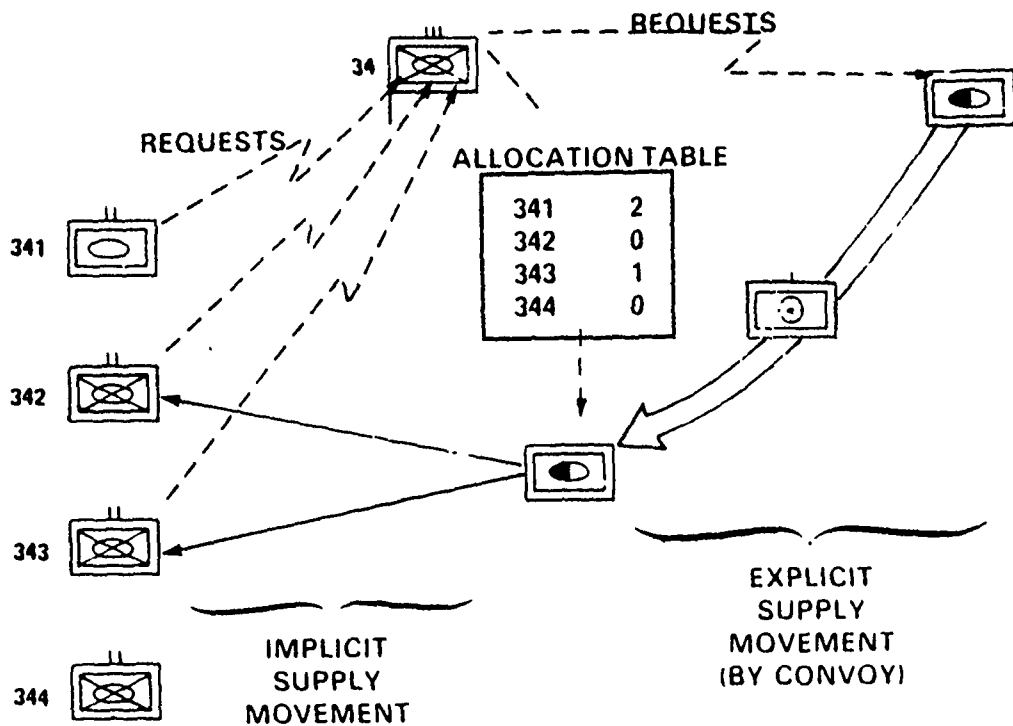 REQUESTS
34
REQUESTS
ALLOCATION TABLE
341 2
342 0
343 1
344 0
341
342
343
344
IMPLICIT
SUPPLY
MOVEMENT
EXPLICIT
SUPPLY
MOVEMENT
(BY CONVOY)